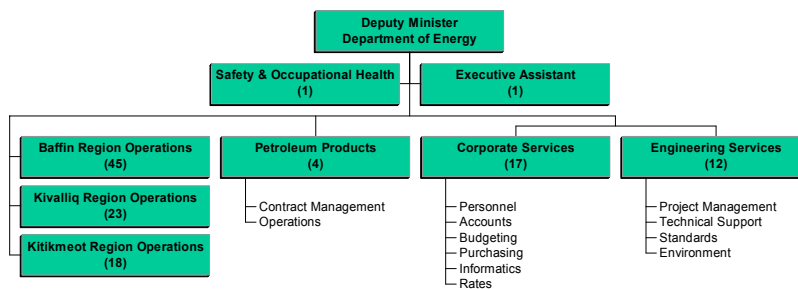 Deputy Minister
Department of Energy
Safety & Occupational Health
(1)
Executive Assistant
(1)
Baffin Region Operations
(45)
Kivalliq Region Operations
(23)
Kitikmeot Region Operations
(18)
Petroleum Products
(4)
Contract Management
Operations
Corporate Services
(17)
Personnel
Accounts
Budgeting
Purchasing
Informatics
Rates
Engineering Services
(12)
Project Management
Technical Support
Standards
Environment